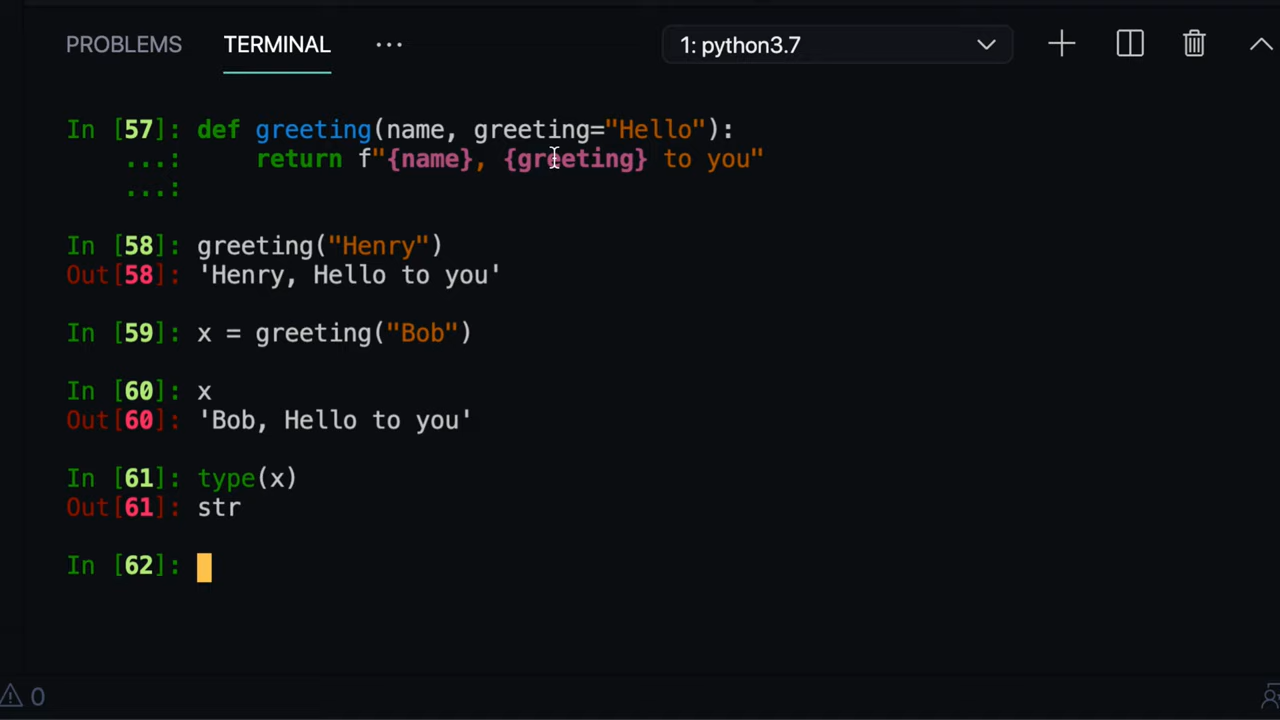 PROBLEMS TERMINAL ··· 1: python3.7
In [57]: def greeting(name, greeting="Hello"):
...: return f"{name}, {greeting} to you"
...:
In [58]: greeting("Henry")
Out[58]: 'Henry, Hello to you'
In [59]: x = greeting("Bob")
In [60]: x
Out[60]: 'Bob, Hello to you'
In [61]: type(x)
Out[61]: str
In [62]:
0